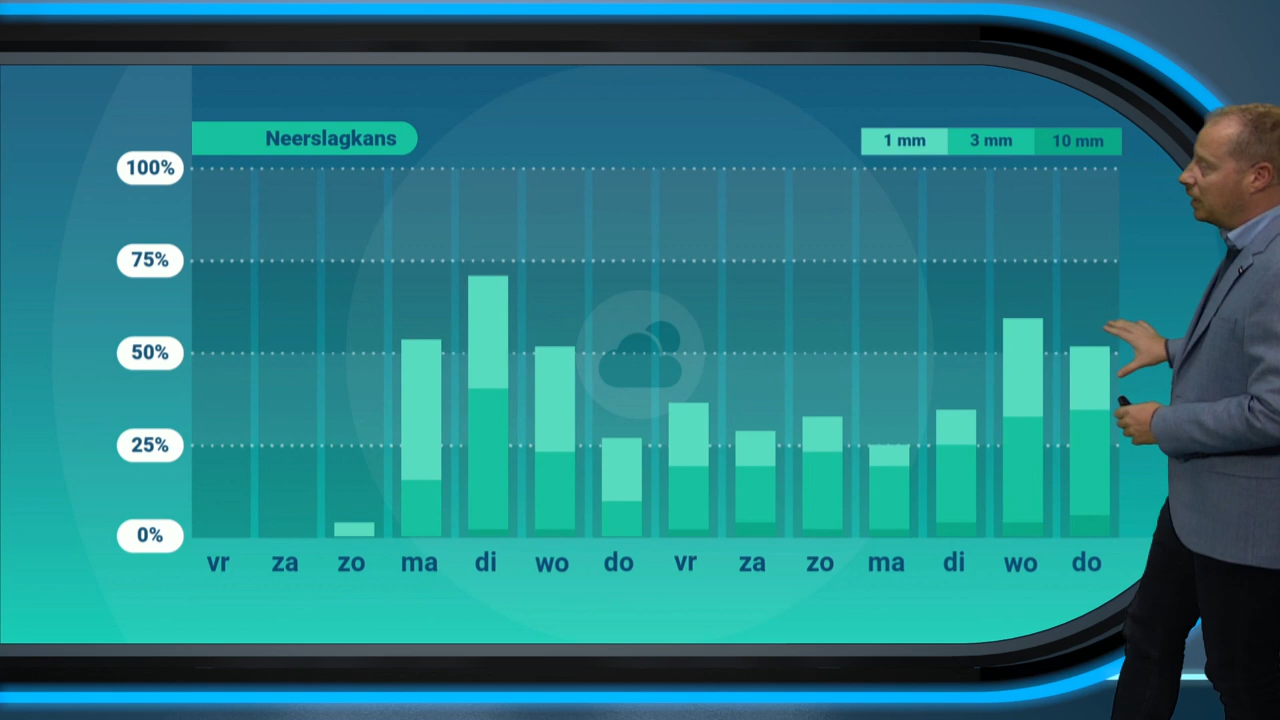 Neerslagkans
1 mm 3 mm 10 mm
100%
75%
50%
25%
0%
vr za zo ma di wo do vr za zo ma di wo do